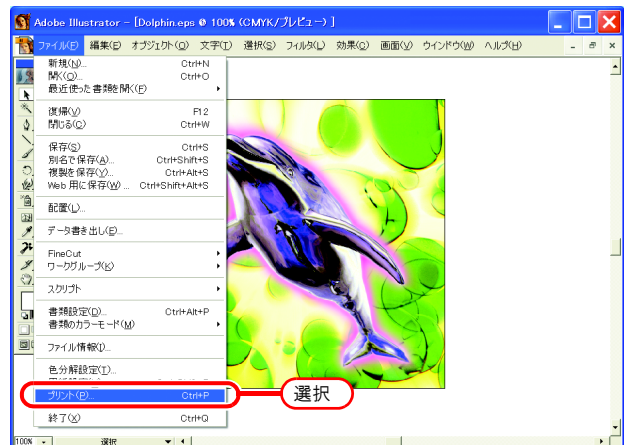 Adobe Illustrator - [Dolphin.eps @ 100% (CMYK/プレビュー) ]
ファイル(F) 編集(E) オブジェクト(O) 文字(T) 選択(S) フィルタ(L) 効果(C) 画面(V) ウインドウ(W) ヘルプ(H)
新規(N)... Ctrl+N
開く(O)... Ctrl+O
最近使った書類を開く(F)
復帰(V) F12
閉じる(C) Ctrl+W
保存(S) Ctrl+S
別名で保存(A)... Ctrl+Shift+S
複製を保存(Y)... Ctrl+Alt+S
Web 用に保存(W) ... Ctrl+Shift+Alt+S
配置(L)...
データ書き出し(E)...
FineCut
ワークグループ(K)
スクリプト
書類設定(D)... Ctrl+Alt+P
書類のカラーモード(M)
ファイル情報(I)...
色分解設定(T)...
プリント(P)... Ctrl+P
選択
終了(X) Ctrl+Q
100% 選択